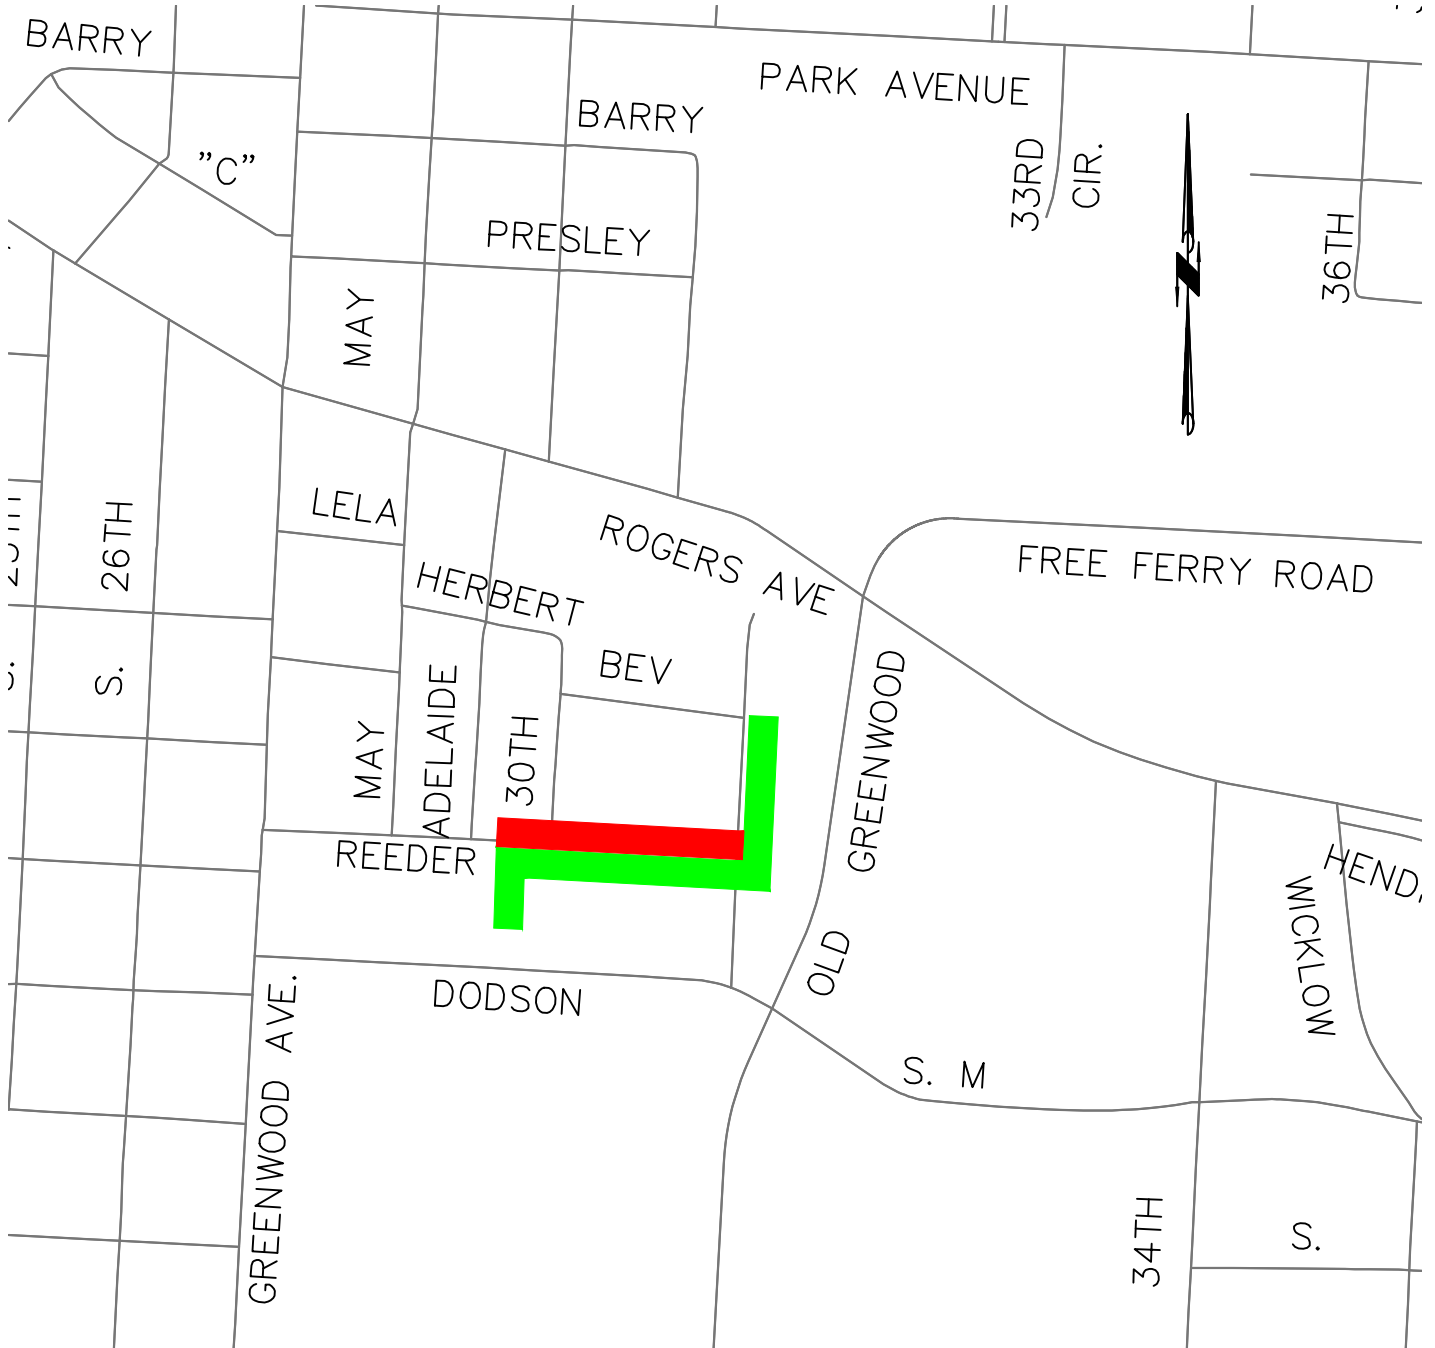 BARRY
PARK AVENUE
BARRY
"C"
33RD
CIR.
PRESLEY
36TH
MAY
LELA
26TH
ROGERS AVE
FREE FERRY ROAD
HERBERT
BEV
S.
ADELAIDE
GREENWOOD
30TH
MAY
REEDER
WICKLOW
OLD
DODSON
GREENWOOD AVE.
S. M
34TH
S.